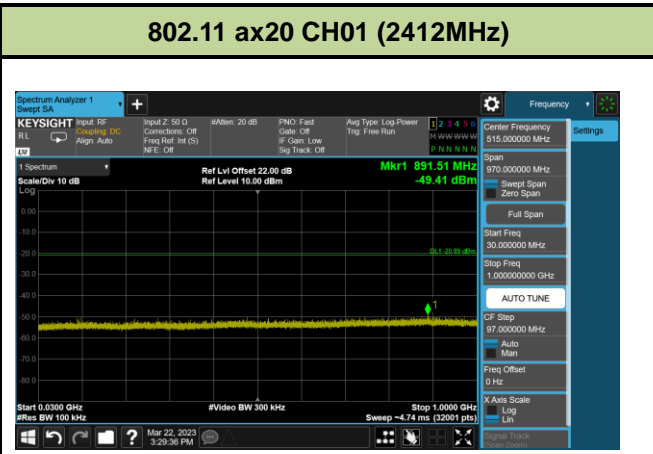 802.11 ax20 CH01 (2412MHz)
Spectrum Analyzer 1
Swept SA
Frequency
KEYSIGHT
RL
Input: RF
Coupling: DC
Align: Auto
Input Z: 50 Ω
Corrections: Off
Freq Ref: Int (S)
NFE: Off
#Atten: 20 dB
PNO: Fast
Gate: Off
IF Gain: Low
Sig Track: Off
Avg Type: Log-Power
Trig: Free Run
1 2 3 4 5 6
M W W W W W
P N N N N N
Center Frequency
515.000000 MHz
Settings
Span
970.000000 MHz
Swept Span
Zero Span
Full Span
Start Freq
30.000000 MHz
Stop Freq
1.000000000 GHz
AUTO TUNE
CF Step
97.000000 MHz
Auto
Man
Freq Offset
0 Hz
X Axis Scale
Log
Lin
Signal Track
(Span Zoom)
1 Spectrum
Scale/Div 10 dB
Log
Ref Lvl Offset 22.00 dB
Ref Level 10.00 dBm
Mkr1 891.51 MHz
-49.41 dBm
0.00
-10.0
-20.0
-30.0
-40.0
-50.0
-60.0
-70.0
-80.0
1
Start 0.0300 GHz
#Res BW 100 kHz
#Video BW 300 kHz
Stop 1.0000 GHz
Sweep ~4.74 ms (32001 pts)
Mar 22, 2023
3:29:36 PM